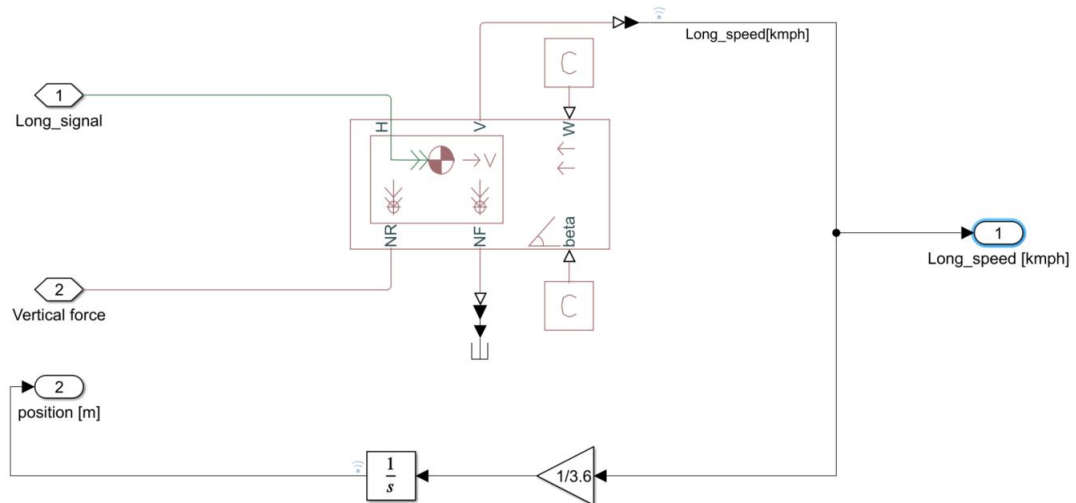 Long_speed[kmph]
C
1
Long_signal
H
V
W
V
NR
NF
beta
1
Long_speed [kmph]
2
Vertical force
C
2
position [m]
1
s
1/3.6